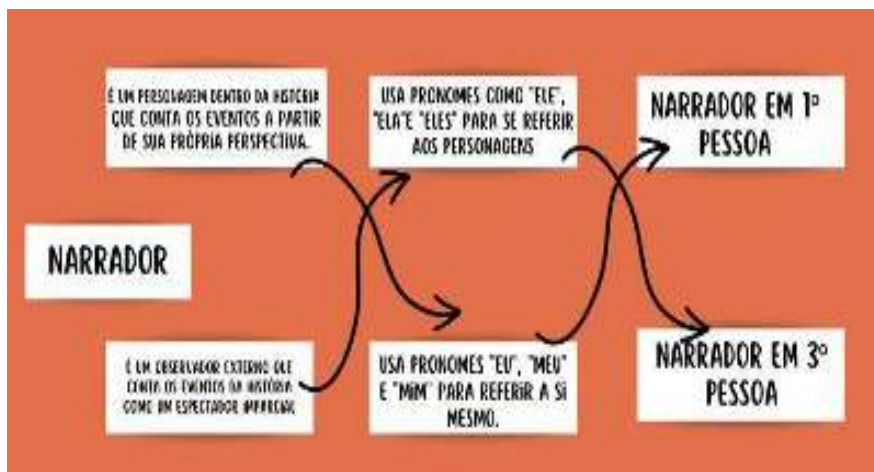 É UM PERSONAGEM DENTRO DA HISTÓRIA
QUE CONTA OS EVENTOS A PARTIR
DE SUA PRÓPRIA PERSPECTIVA.
USA PRONOMES COMO "ELE",
"ELA"E "ELES" PARA SE REFERIR
AOS PERSONAGENS
NARRADOR EM 1º
PESSOA
NARRADOR
É UM OBSERVADOR EXTERNO QUE
CONTA OS EVENTOS DA HISTÓRIA
COMO UM ESPECTADOR IMPARCIAL
USA PRONOMES "EU", "MEU"
E "MIM" PARA REFERIR A SI
MESMO.
NARRADOR EM 3º
PESSOA